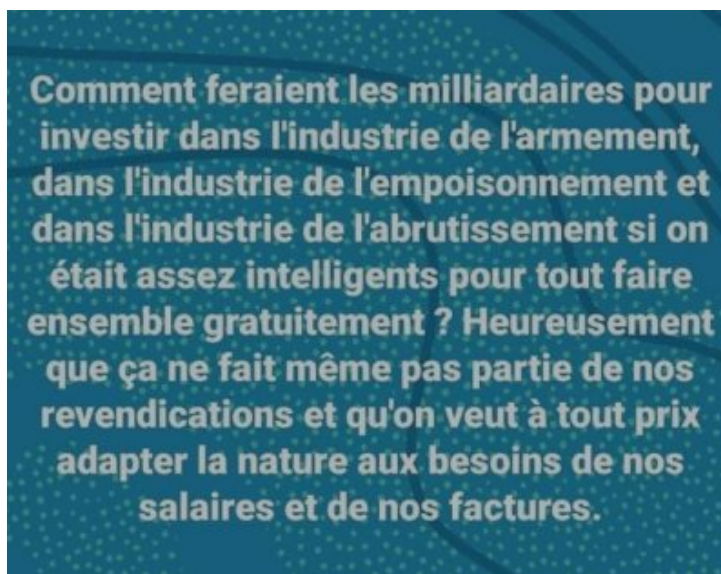 Comment feraient les milliardaires pour
investir dans l'industrie de l'armement,
dans l'industrie de l'empoisonnement et
dans l'industrie de l'abrutissement si on
était assez intelligents pour tout faire
ensemble gratuitement ? Heureusement
que ça ne fait même pas partie de nos
revendications et qu'on veut à tout prix
adapter la nature aux besoins de nos
salaires et de nos factures.